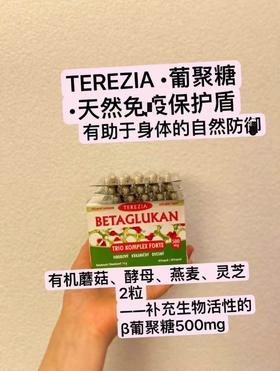 TEREZIA •葡聚糖
•天然免疫保护盾
有助于身体的自然防御
TEREZIA
BETAGLUKAN
TRIO KOMPLEX FORTE
500 mg
有机蘑菇、酵母、燕麦、灵芝
2粒
——补充生物活性的
β葡聚糖500mg